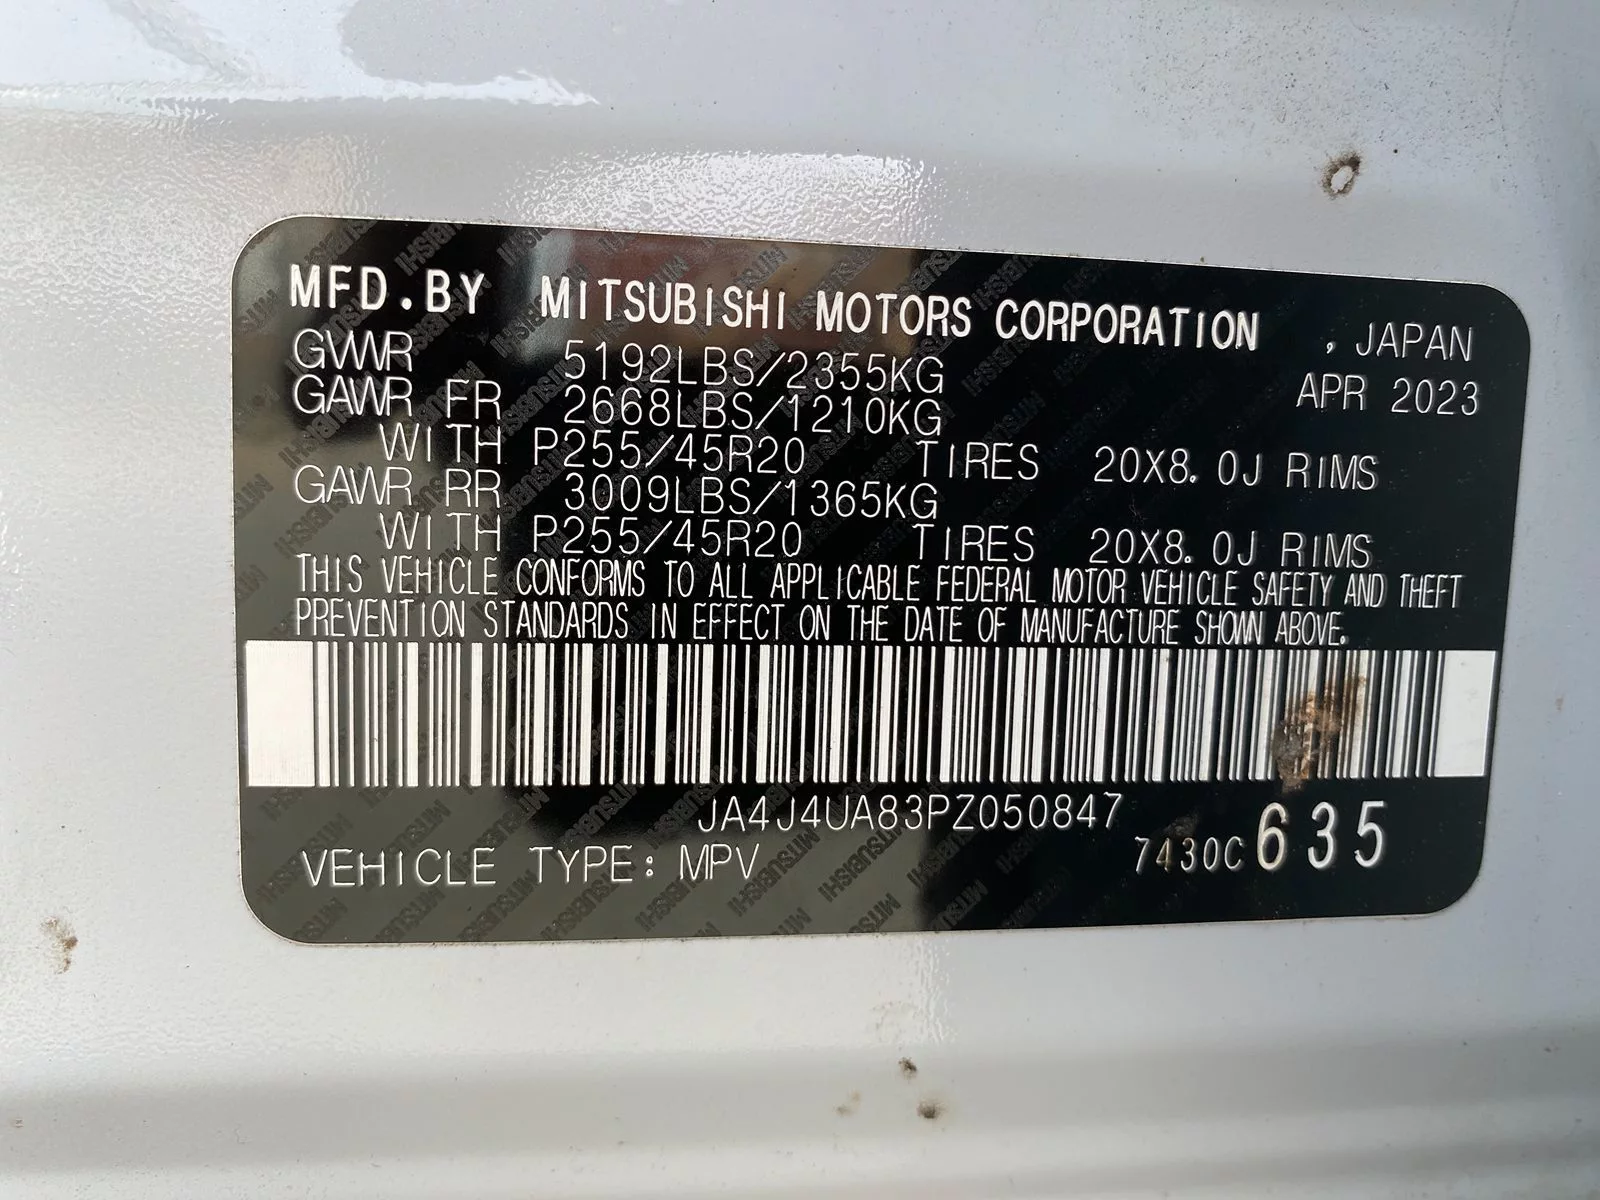 MFD.BY MITSUBISHI MOTORS CORPORATION , JAPAN
GVWR 5192LBS/2355KG APR 2023
GAWR FR 2668LBS/1210KG
WITH P255/45R20 TIRES 20X8.0J RIMS
GAWR RR 3009LBS/1365KG
WITH P255/45R20 TIRES 20X8.0J RIMS
THIS VEHICLE CONFORMS TO ALL APPLICABLE FEDERAL MOTOR VEHICLE SAFETY AND THEFT
PREVENTION STANDARDS IN EFFECT ON THE DATE OF MANUFACTURE SHOWN ABOVE.
JA4J4UA83PZ050847
VEHICLE TYPE: MPV 7430C635